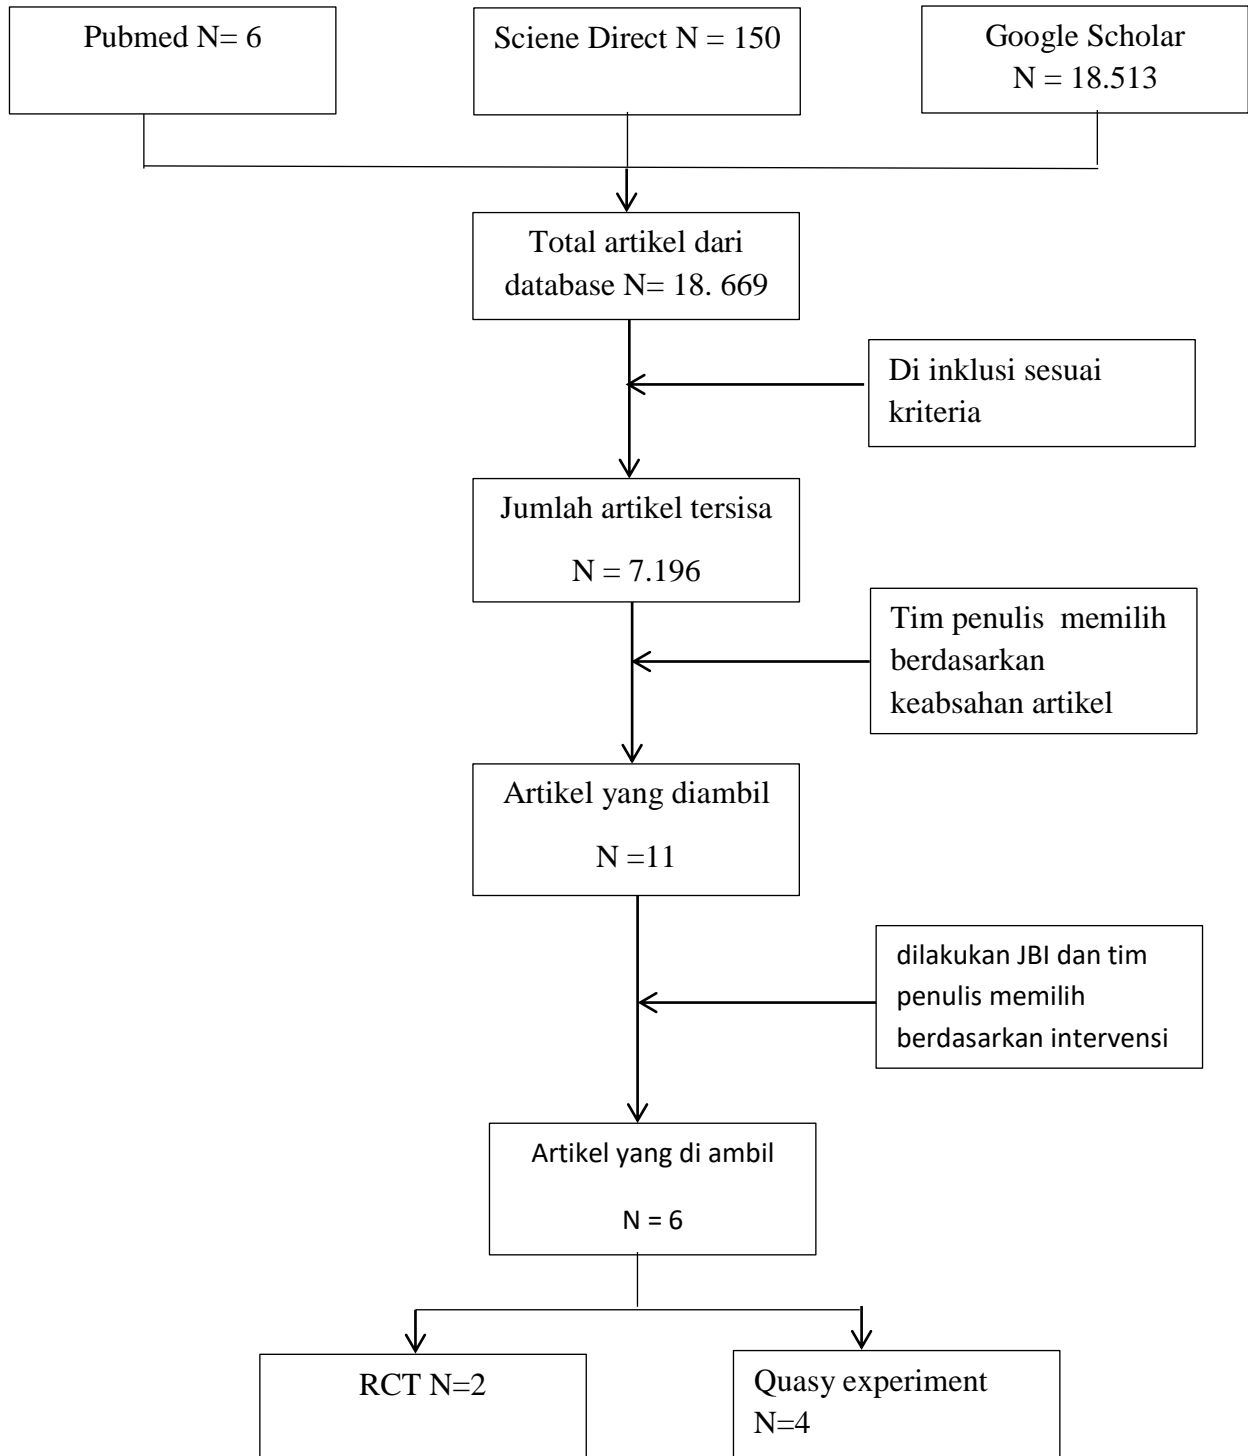 Pubmed N= 6
Sciene Direct N = 150
Google Scholar
N = 18.513
Total artikel dari
database N= 18. 669
Di inklusi sesuai
kriteria
Jumlah artikel tersisa
N = 7.196
Tim penulis  memilih
berdasarkan
keabsahan artikel
Artikel yang diambil
N =11
dilakukan JBI dan tim
penulis memilih
berdasarkan intervensi
Artikel yang di ambil
N = 6
RCT N=2
Quasy experiment
N=4